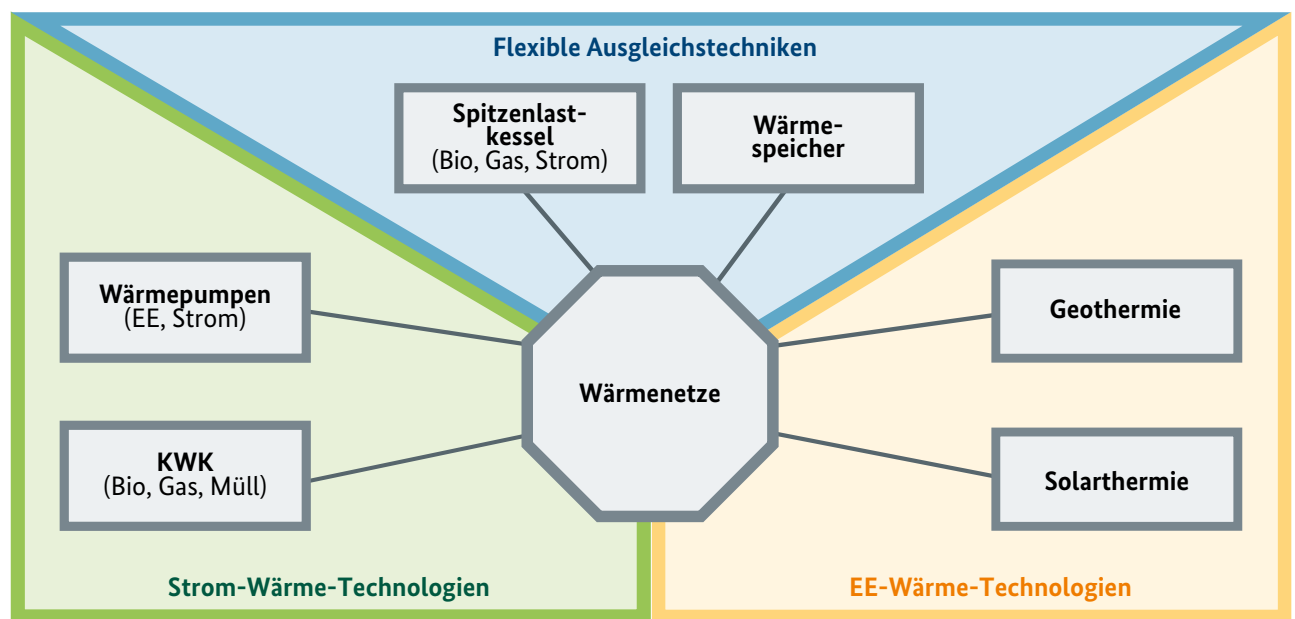 Flexible Ausgleichstechniken
Spitzenlast-
kessel
(Bio, Gas, Strom)
Wärme-
speicher
Wärmepumpen
(EE, Strom)
Geothermie
Wärmenetze
KWK
(Bio, Gas, Müll)
Solarthermie
Strom-Wärme-Technologien
EE-Wärme-Technologien